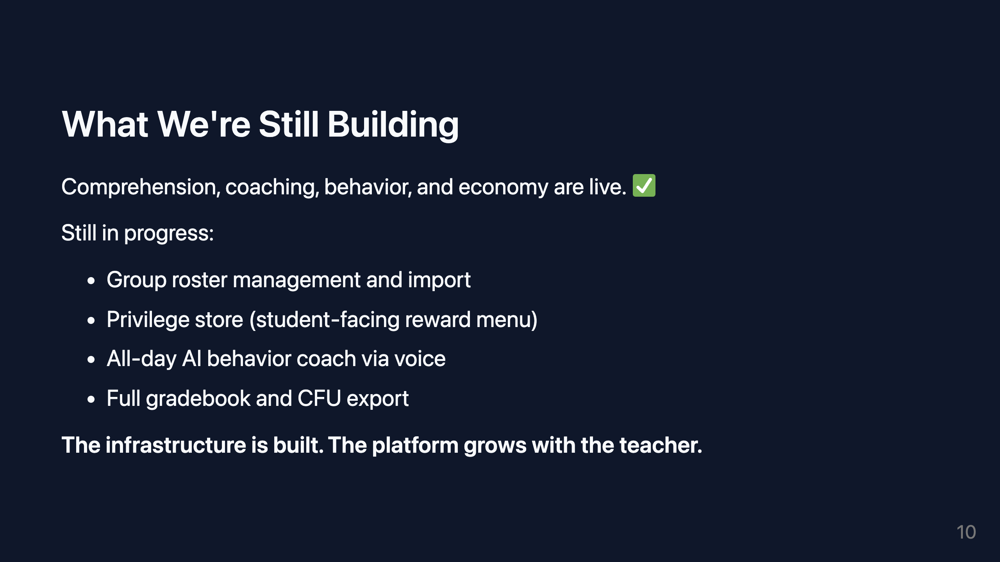 What We're Still Building
Comprehension, coaching, behavior, and economy are live. ✅
Still in progress:
• Group roster management and import
• Privilege store (student-facing reward menu)
• All-day AI behavior coach via voice
• Full gradebook and CFU export
The infrastructure is built. The platform grows with the teacher.
10